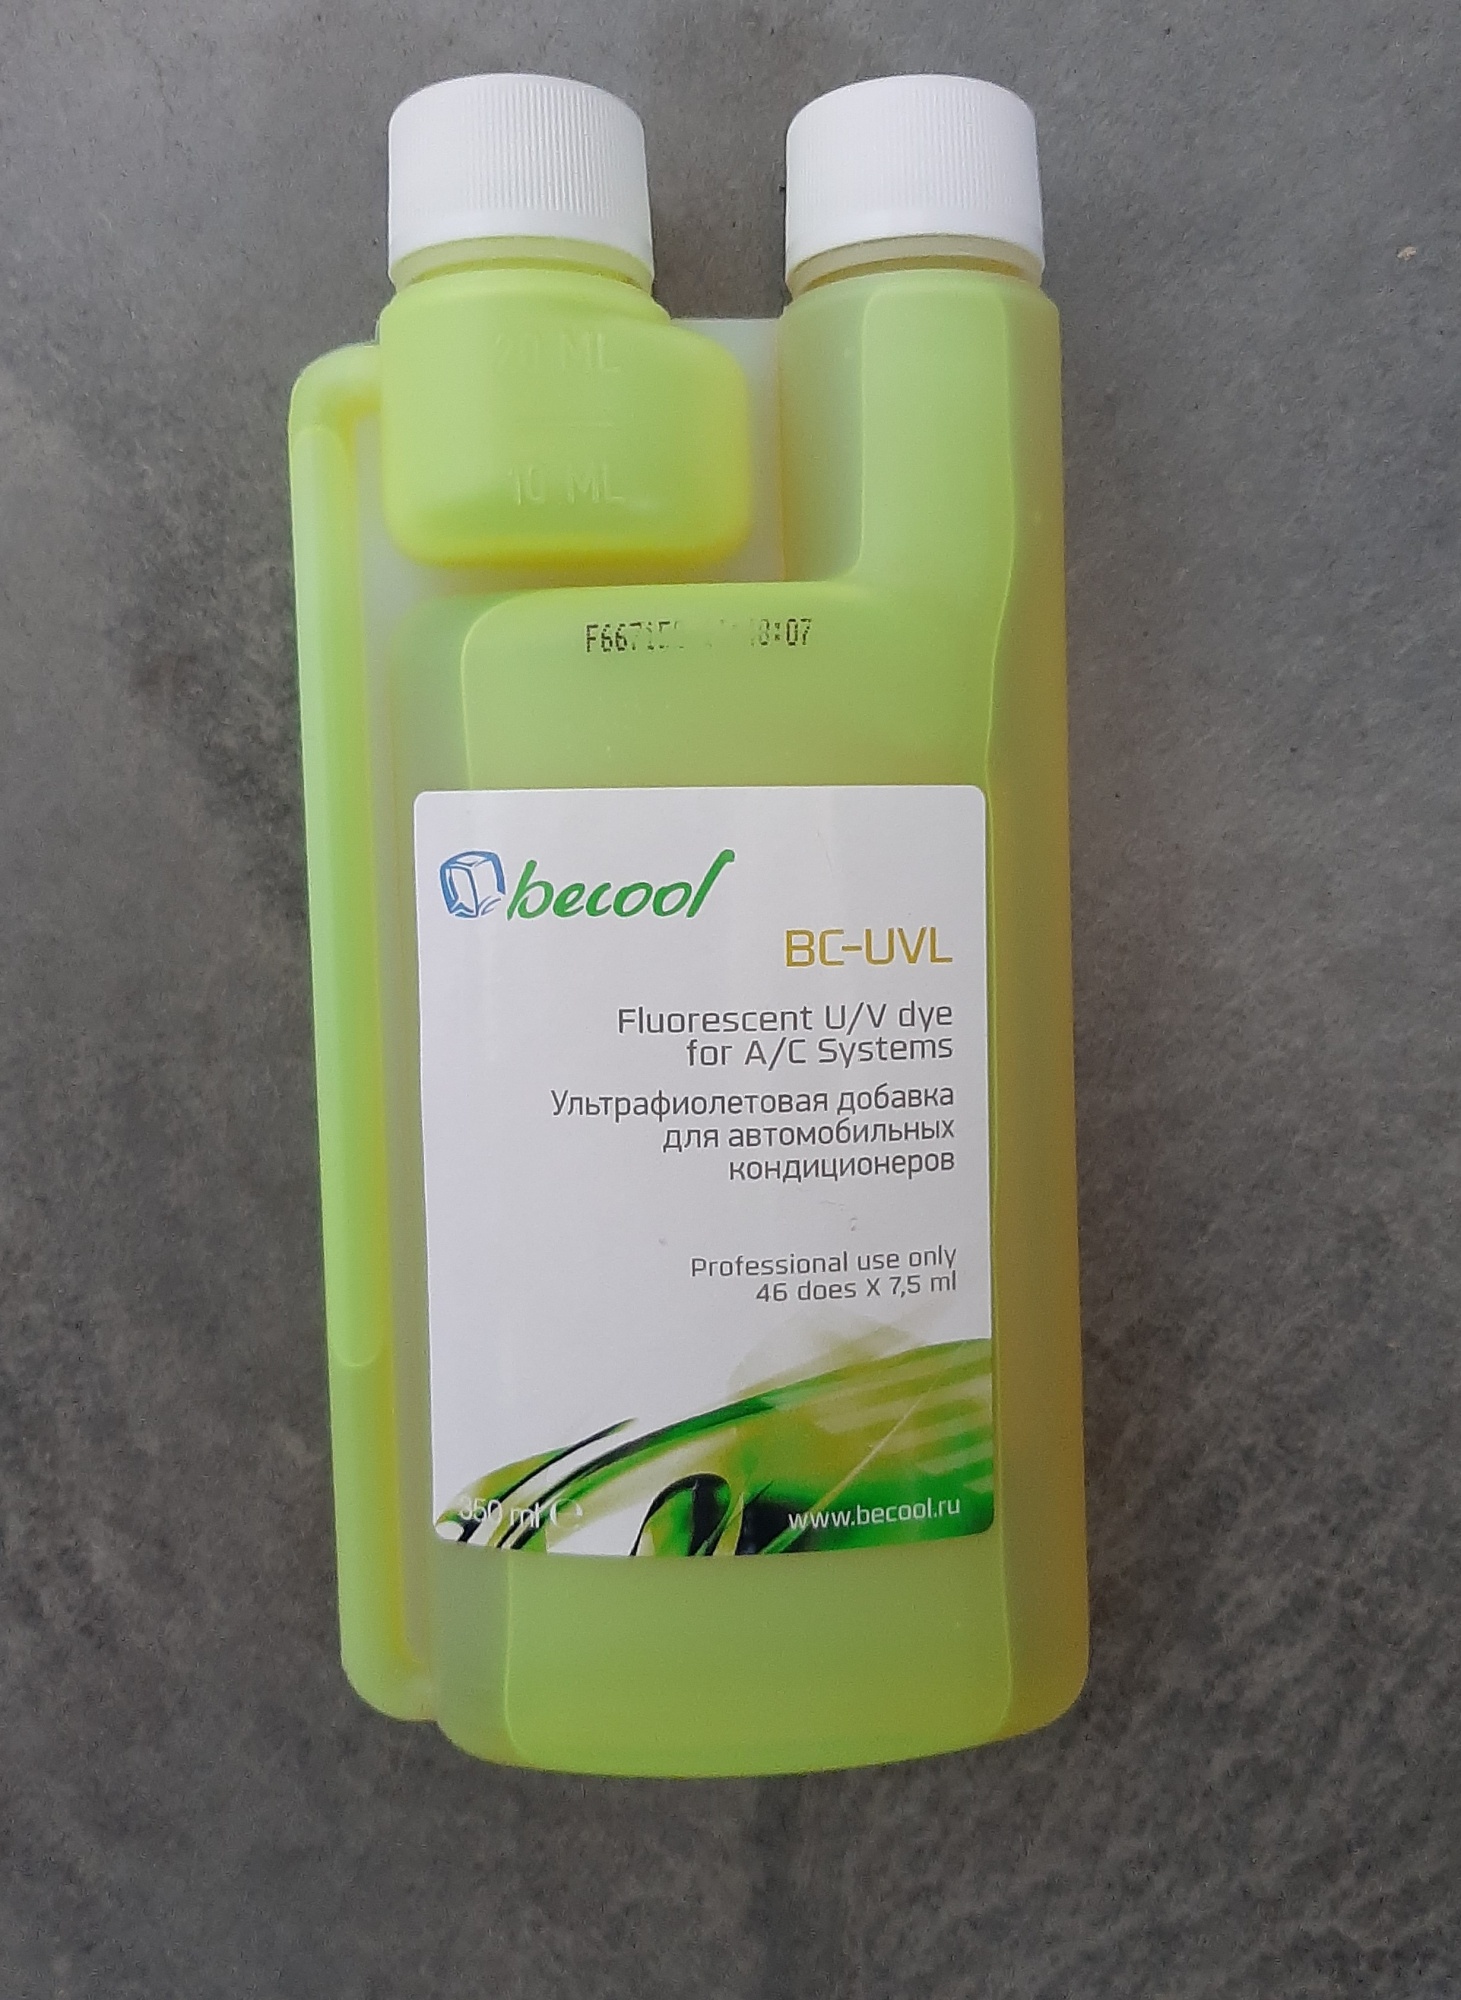 20 ML
10 ML
becool
BC-UVL
Fluorescent U/V dye
for A/C Systems
Ультрафиолетовая добавка
для автомобильных
кондиционеров
Professional use only
46 does X 7,5 ml
350 ml e
www.becool.ru